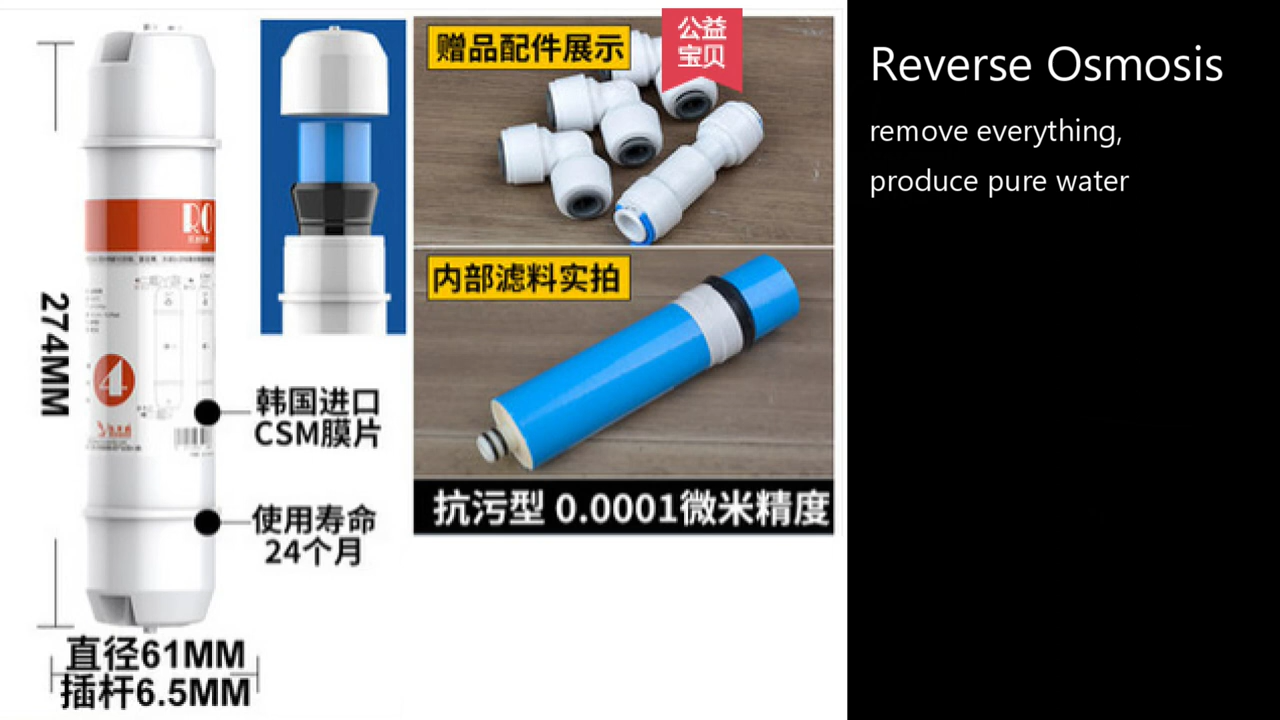 274MM
RO
4
韩国进口
CSM膜片
使用寿命
24个月
直径61MM
插杆6.5MM
赠品配件展示
公益
宝贝
内部滤料实拍
抗污型 0.0001微米精度
Reverse Osmosis
remove everything,
produce pure water